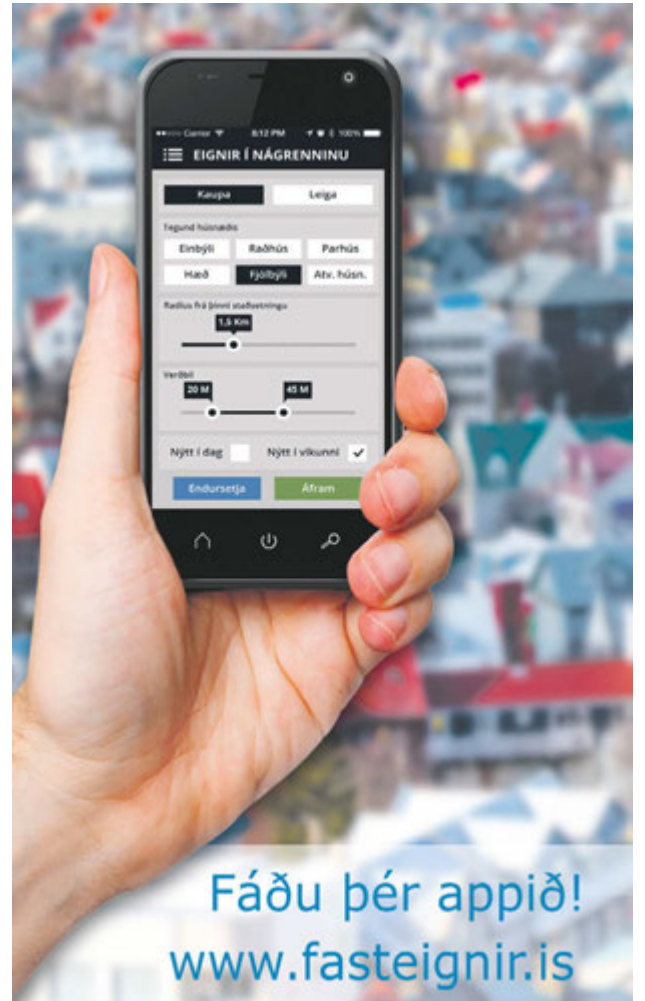 Carrier 8:12 PM 100%
EIGNIR Í NÁGRENNINU
Kaupa Leiga
Tegund húsnæðis
Einbýli Raðhús Parhús
Hæð Fjölbýli Atv. húsn.
Radíus frá þinni staðsetningu
1,5 Km
Verðbil
20 M 45 M
Nýtt í dag Nýtt í vikunni
Endursetja Áfram
Fáðu þér appið!
www.fasteignir.is